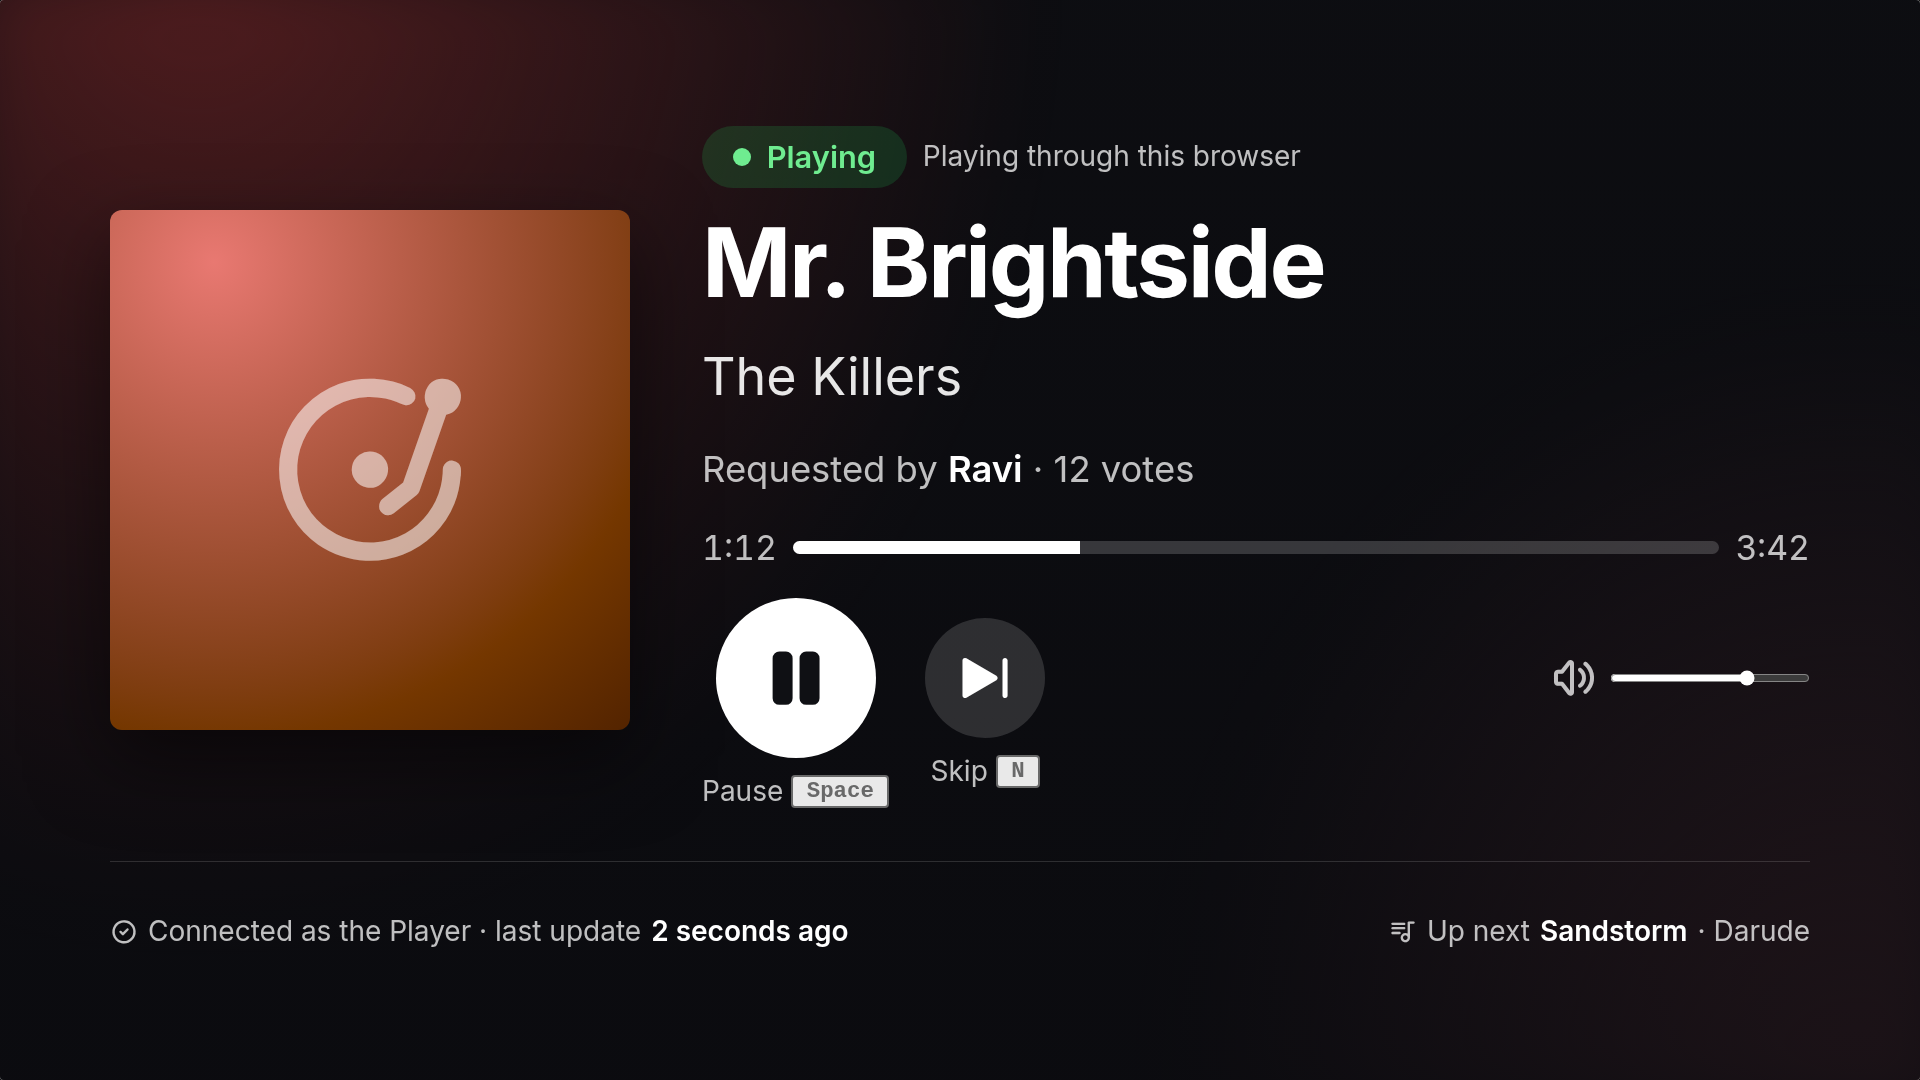 Playing Playing through this browser
Mr. Brightside
The Killers
Requested by Ravi · 12 votes
1:12 3:42
Pause Space
Skip N
Connected as the Player · last update 2 seconds ago
Up next Sandstorm · Darude